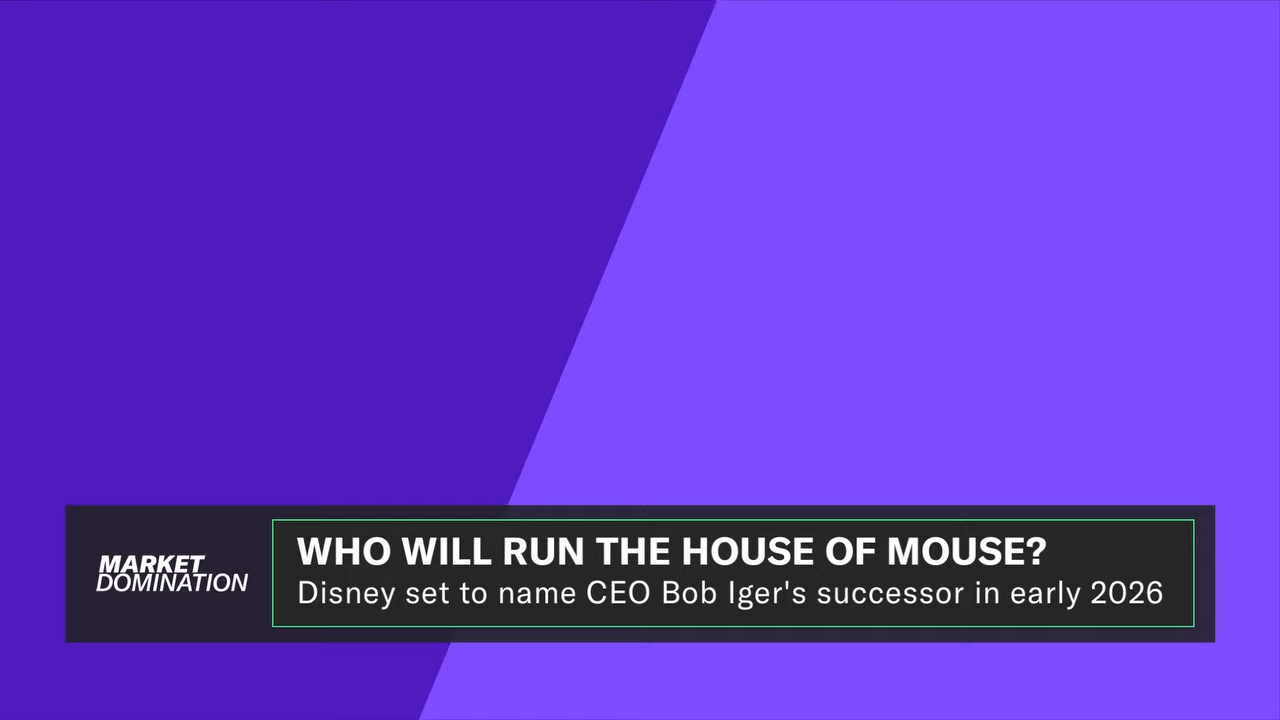 MARKET
DOMINATION
WHO WILL RUN THE HOUSE OF MOUSE?
Disney set to name CEO Bob Iger's successor in early 2026